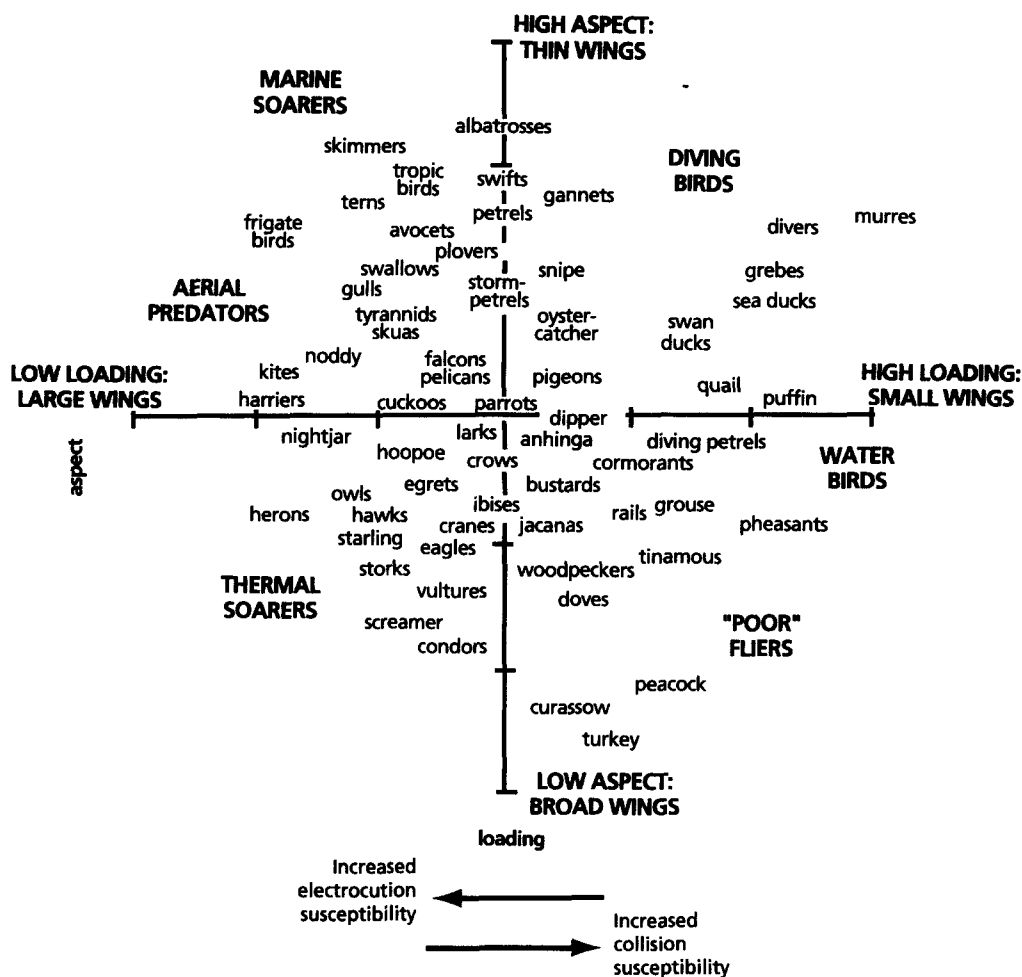 HIGH ASPECT:
THIN WINGS
MARINE
SOARERS
albatrosses
skimmers
DIVING
BIRDS
tropic
birds
swifts
gannets
terns
petrels
murres
frigate
birds
divers
avocets
plovers
swallows
snipe
grebes
gulls
storm-
petrels
AERIAL
PREDATORS
sea ducks
tyrannids
skuas
oyster-
catcher
swan
ducks
noddy
falcons
pelicans
pigeons
kites
LOW LOADING:
LARGE WINGS
HIGH LOADING:
SMALL WINGS
quail
harriers
cuckoos
parrots
puffin
dipper
nightjar
larks
anhinga
diving petrels
hoopoe
crows
cormorants
WATER
BIRDS
aspect
egrets
bustards
owls
ibises
grouse
herons
hawks
cranes
jacanas
rails
pheasants
starling
eagles
tinamous
storks
woodpeckers
THERMAL
SOARERS
vultures
doves
screamer
"POOR"
FLIERS
condors
peacock
curassow
turkey
LOW ASPECT:
BROAD WINGS
loading
Increased
electrocution
susceptibility
Increased
collision
susceptibility